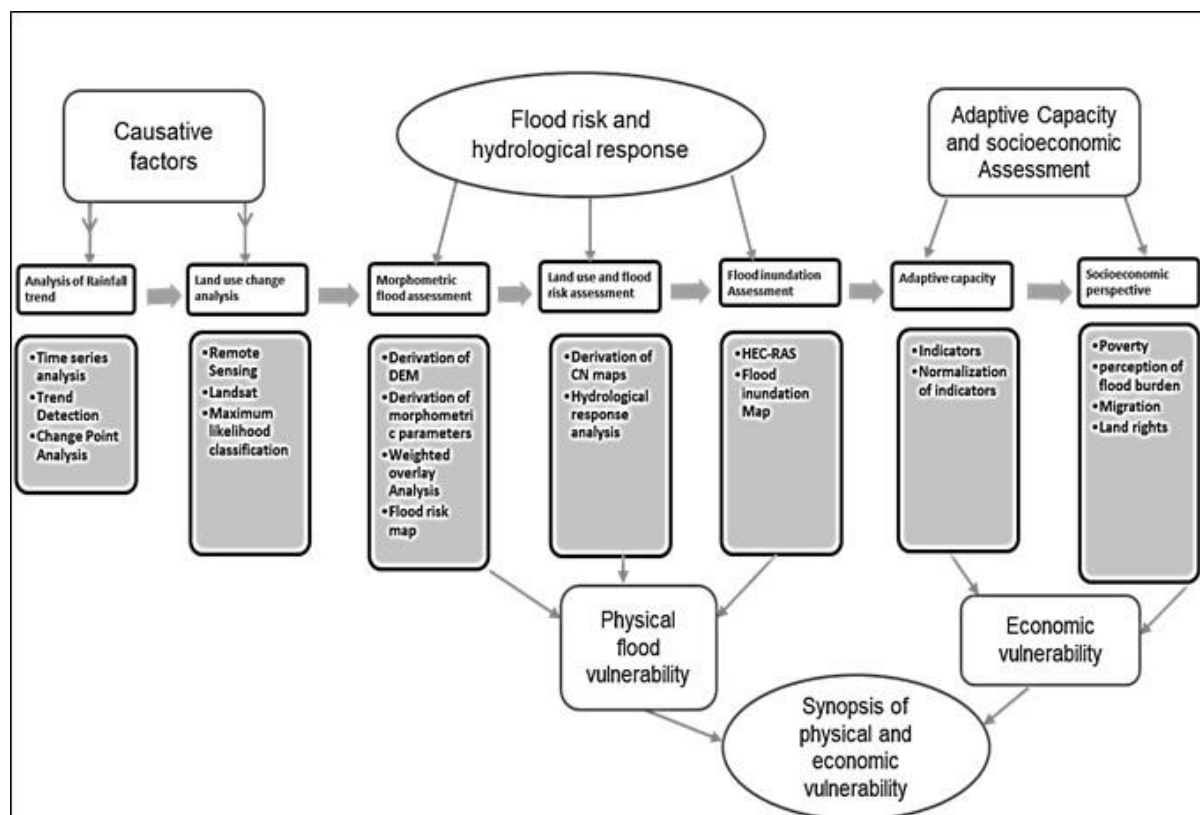 Causative
factors
Flood risk and
hydrological response
Adaptive Capacity
and socioeconomic
Assessment
Analysis of Rainfall
trend
Land use change
analysis
Morphometric
flood assessment
Land use and flood
risk assessment
Flood inundation
Assessment
Adaptive capacity
Socioeconomic
perspective
•Time series
analysis
•Trend
Detection
•Change Point
Analysis
•Remote
Sensing
•Landsat
•Maximum
likelihood
classification
•Derivation of
DEM
•Derivation of
morphometri
c parameters
•Weighted
overlay
Analysis
•Flood risk
map
•Derivation of
CN maps
•Hydrological
response
analysis
•HEC-RAS
•Flood
inundation
Map
•Indicators
•Normalization
of indicators
•Poverty
•perception of
flood burden
•Migration
•Land rights
Physical
flood
vulnerability
Economic
vulnerability
Synopsis of
physical and
economic
vulnerability